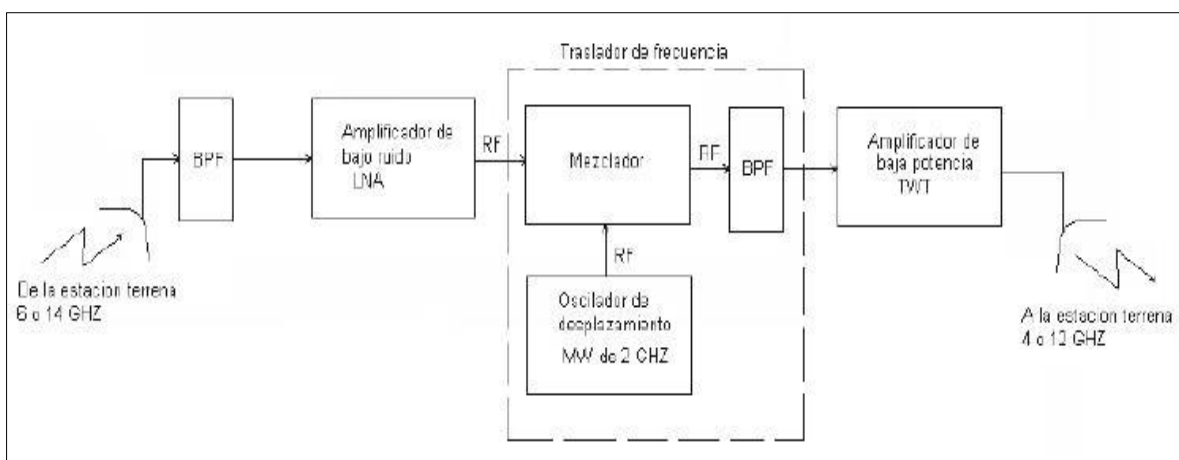 Traslador de frecuencia
BPF
Amplificador de
bajo ruido
LNA
RF
Mezclador
RF
BPF
Amplificador de
baja potencia
TWT
RF
De la estacion terrena
6 o 14 GHZ
Oscilador de
desplazamiento
MW de 2 GHZ
A la estacion terrena
4 o 12 GHZ